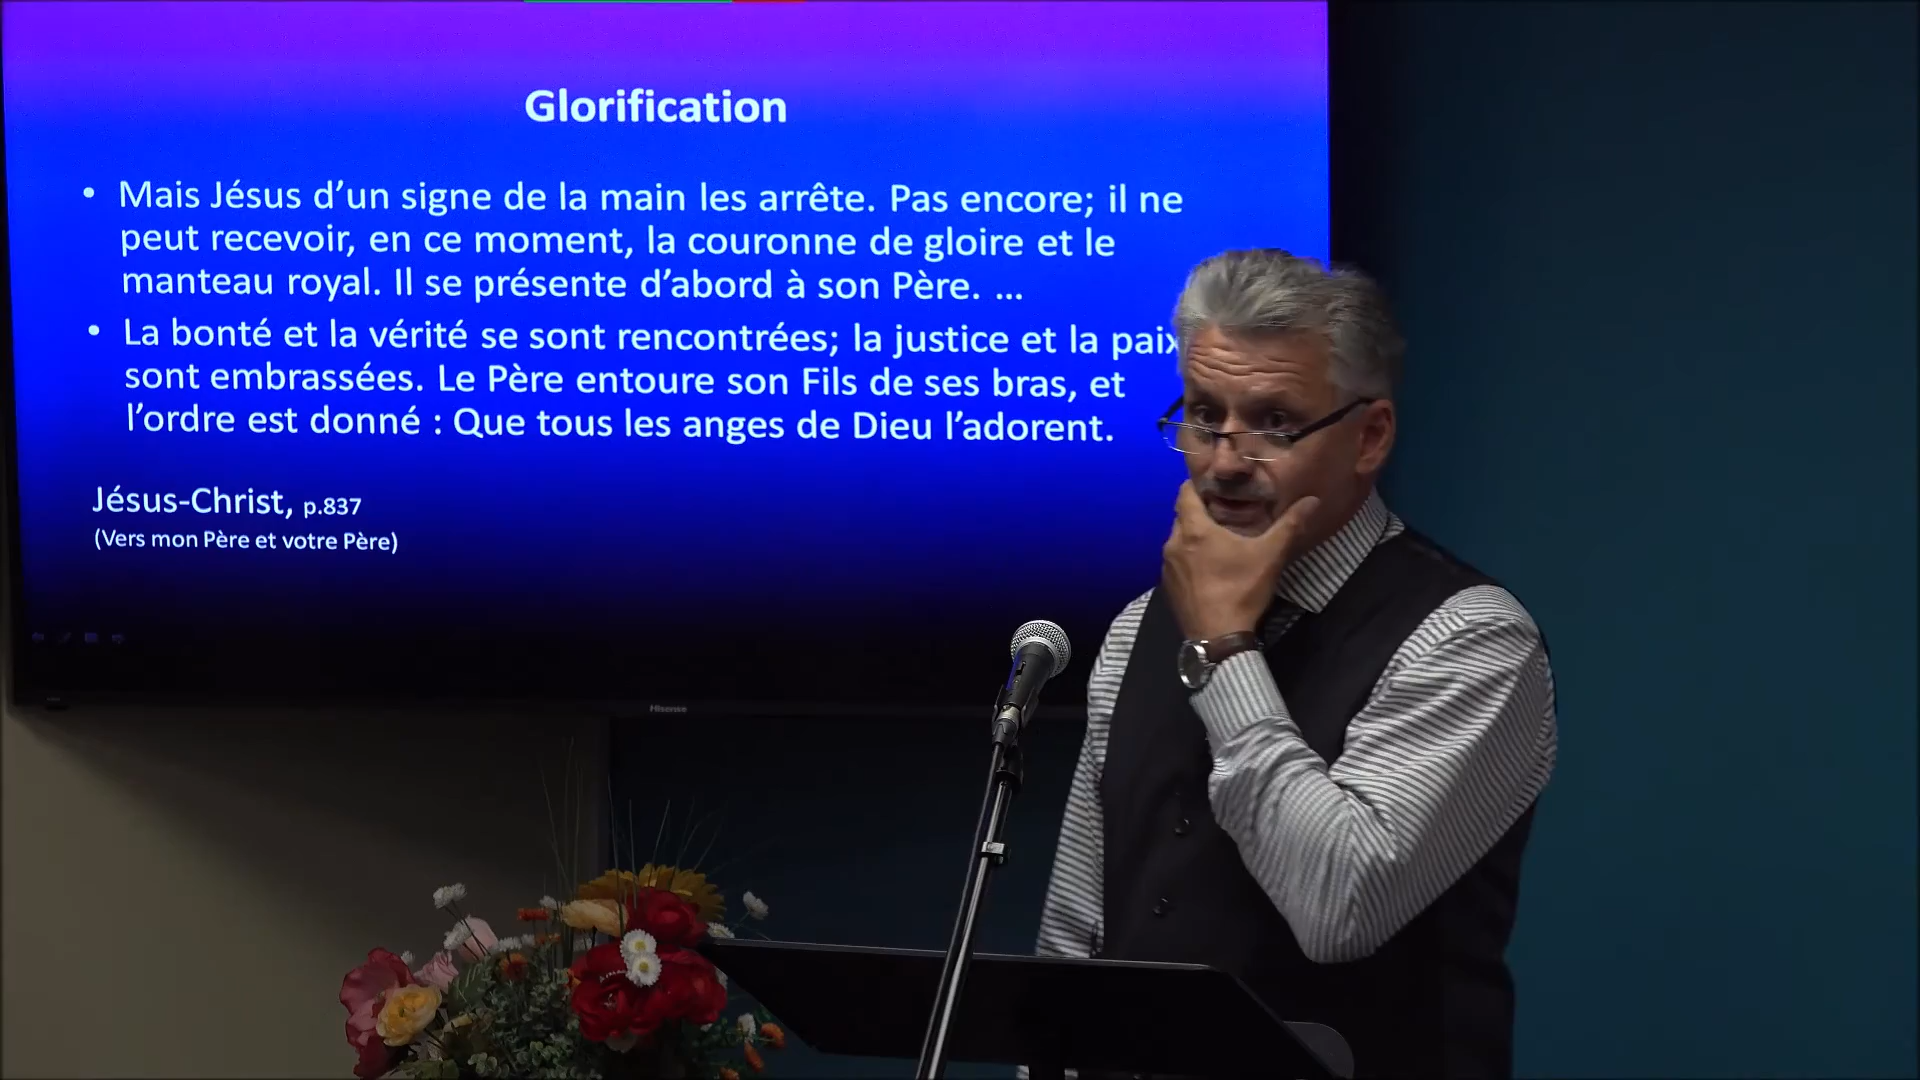 Glorification
• Mais Jésus d’un signe de la main les arrête. Pas encore; il ne
peut recevoir, en ce moment, la couronne de gloire et le
manteau royal. Il se présente d’abord à son Père. ...
• La bonté et la vérité se sont rencontrées; la justice et la paix
sont embrassées. Le Père entoure son Fils de ses bras, et
l’ordre est donné : Que tous les anges de Dieu l’adorent.
Jésus-Christ, p.837
(Vers mon Père et votre Père)
Hisense